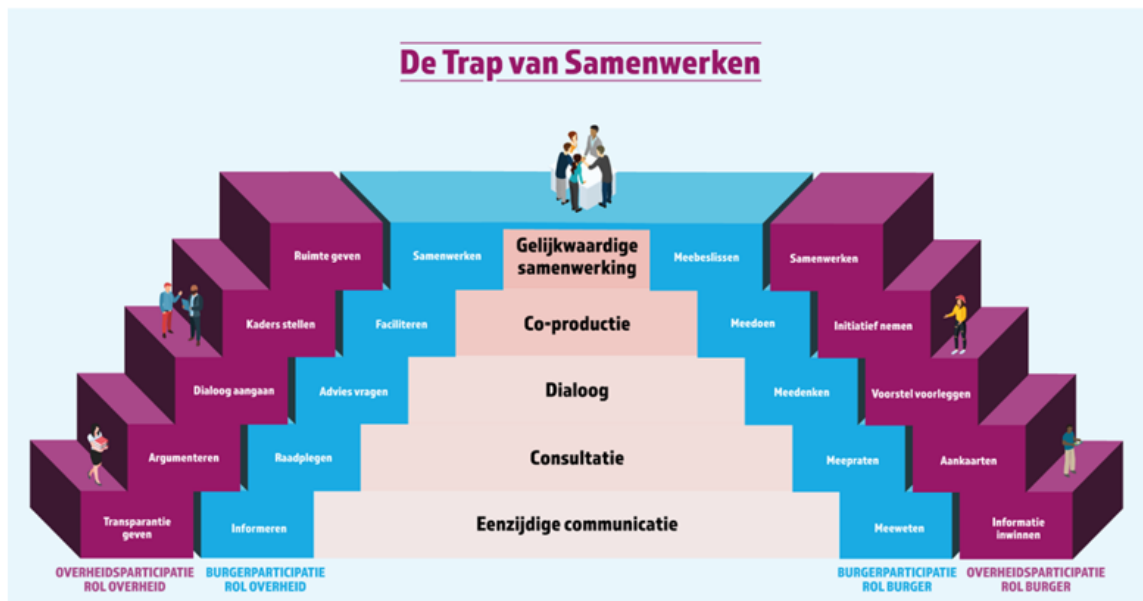 De Trap van Samenwerken
Ruimte geven
Samenwerken
Gelijkwaardige
samenwerking
Meebeslissen
Samenwerken
Kaders stellen
Faciliteren
Co-productie
Meedoen
Initiatief nemen
Dialoog aangaan
Advies vragen
Dialoog
Meedenken
Voorstel voorleggen
Argumenteren
Raadplegen
Consultatie
Meepraten
Aankaarten
Transparantie
geven
Informeren
Eenzijdige communicatie
Meeweten
Informatie
inwinnen
OVERHEIDSPARTICIPATIE
ROL OVERHEID
BURGERPARTICIPATIE
ROL OVERHEID
BURGERPARTICIPATIE
ROL BURGER
OVERHEIDSPARTICIPATIE
ROL BURGER